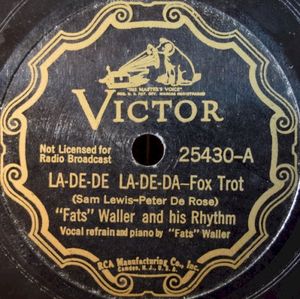 "HIS MASTER'S VOICE"
VICTOR
Not Licensed for
Radio Broadcast
25430-A
LA-DE-DE LA-DE-DA—Fox Trot
(Sam Lewis-Peter De Rose)
"Fats" Waller and his Rhythm
Vocal refrain and piano by "Fats" Waller
RCA Manufacturing Co., Inc.
Camden, N. J., U. S. A.